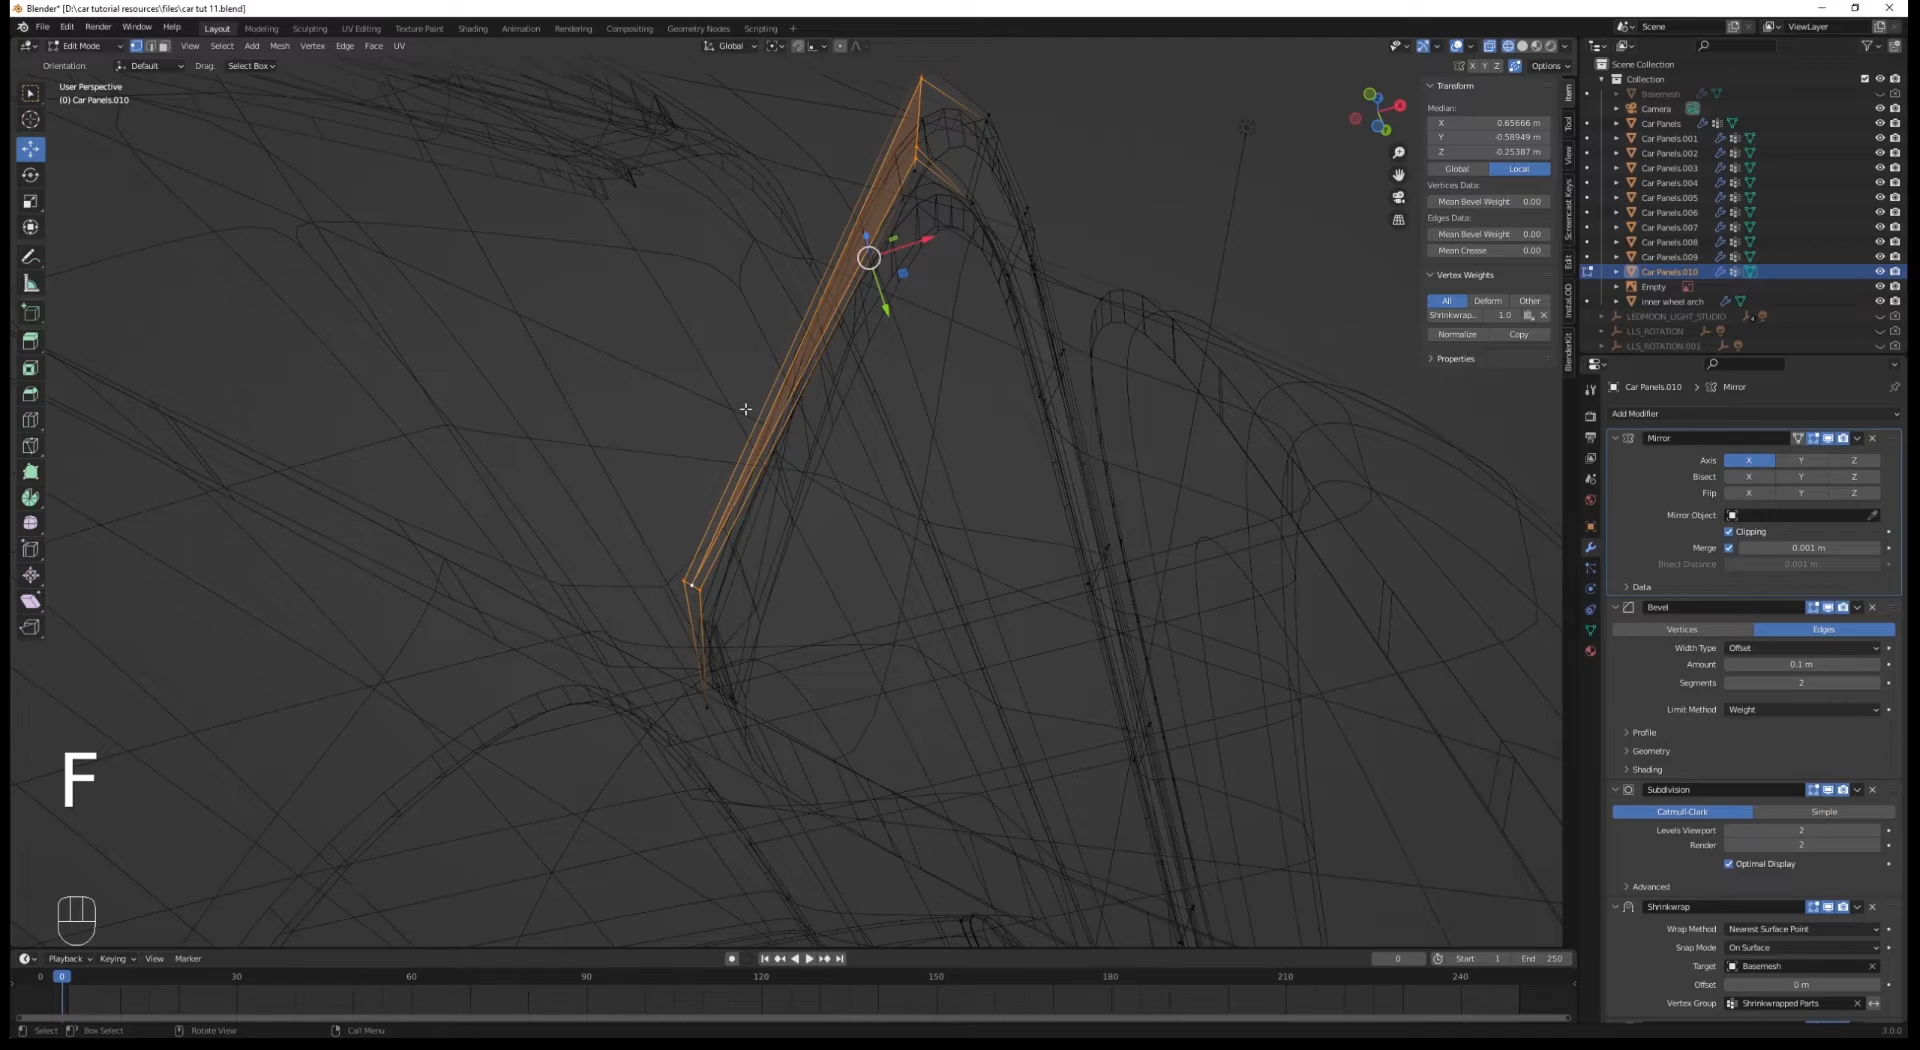 Blender* [D:\car tutorial resources\files\car tut 11.blend]
File Edit Render Window Help Layout Modeling Sculpting UV Editing Texture Paint Shading Animation Rendering Compositing Geometry Nodes Scripting + Scene ViewLayer
Edit Mode View Select Add Mesh Vertex Edge Face UV Global
Orientation: Default Drag: Select Box X Y Z Options
User Perspective
(0) Car Panels.010
Transform
Median:
X 0.65666 m
Y -0.58949 m
Z -0.25387 m
Global Local
Vertices Data:
Mean Bevel Weight 0.00
Edges Data:
Mean Bevel Weight 0.00
Mean Crease 0.00
Vertex Weights
All Deform Other
Shrinkwrap... 1.0
Normalize Copy
Properties
Item
Tool
View
Screencast Keys
Edit
InstaLOD
BlenderKit
Scene Collection
Collection
Basemesh
Camera
Car Panels
Car Panels.001
Car Panels.002
Car Panels.003
Car Panels.004
Car Panels.005
Car Panels.006
Car Panels.007
Car Panels.008
Car Panels.009
Car Panels.010
Empty
inner wheel arch
LEOMOON_LIGHT_STUDIO
LLS_ROTATION
LLS_ROTATION.001
Car Panels.010 Mirror
Add Modifier
Mirror
Axis X Y Z
Bisect X Y Z
Flip X Y Z
Mirror Object
Clipping
Merge 0.001 m
Bisect Distance 0.001 m
Data
Bevel
Vertices Edges
Width Type Offset
Amount 0.1 m
Segments 2
Limit Method Weight
Profile
Geometry
Shading
Subdivision
Catmull-Clark Simple
Levels Viewport 2
Render 2
Optimal Display
Advanced
Shrinkwrap
Wrap Method Nearest Surface Point
Snap Mode On Surface
Target Basemesh
Offset 0 m
Vertex Group Shrinkwrapped Parts
F
Playback Keying View Marker 0 Start 1 End 250
0 0 30 60 90 120 150 180 210 240
Select Box Select Rotate View Call Menu 3.0.0